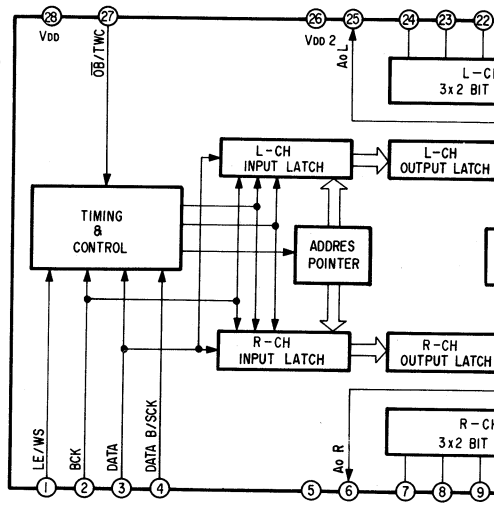 28 27 26 25 24 23 22
VDD
OB/TWC
VDD 2
AO L
L-CH
3x2 BIT
L-CH
INPUT LATCH
L-CH
OUTPUT LATCH
TIMING
&
CONTROL
ADDRES
POINTER
R-CH
INPUT LATCH
R-CH
OUTPUT LATCH
LE/WS
BCK
DATA
DATA B/SCK
AO R
R-CH
3x2 BIT
1 2 3 4 5 6 7 8 9